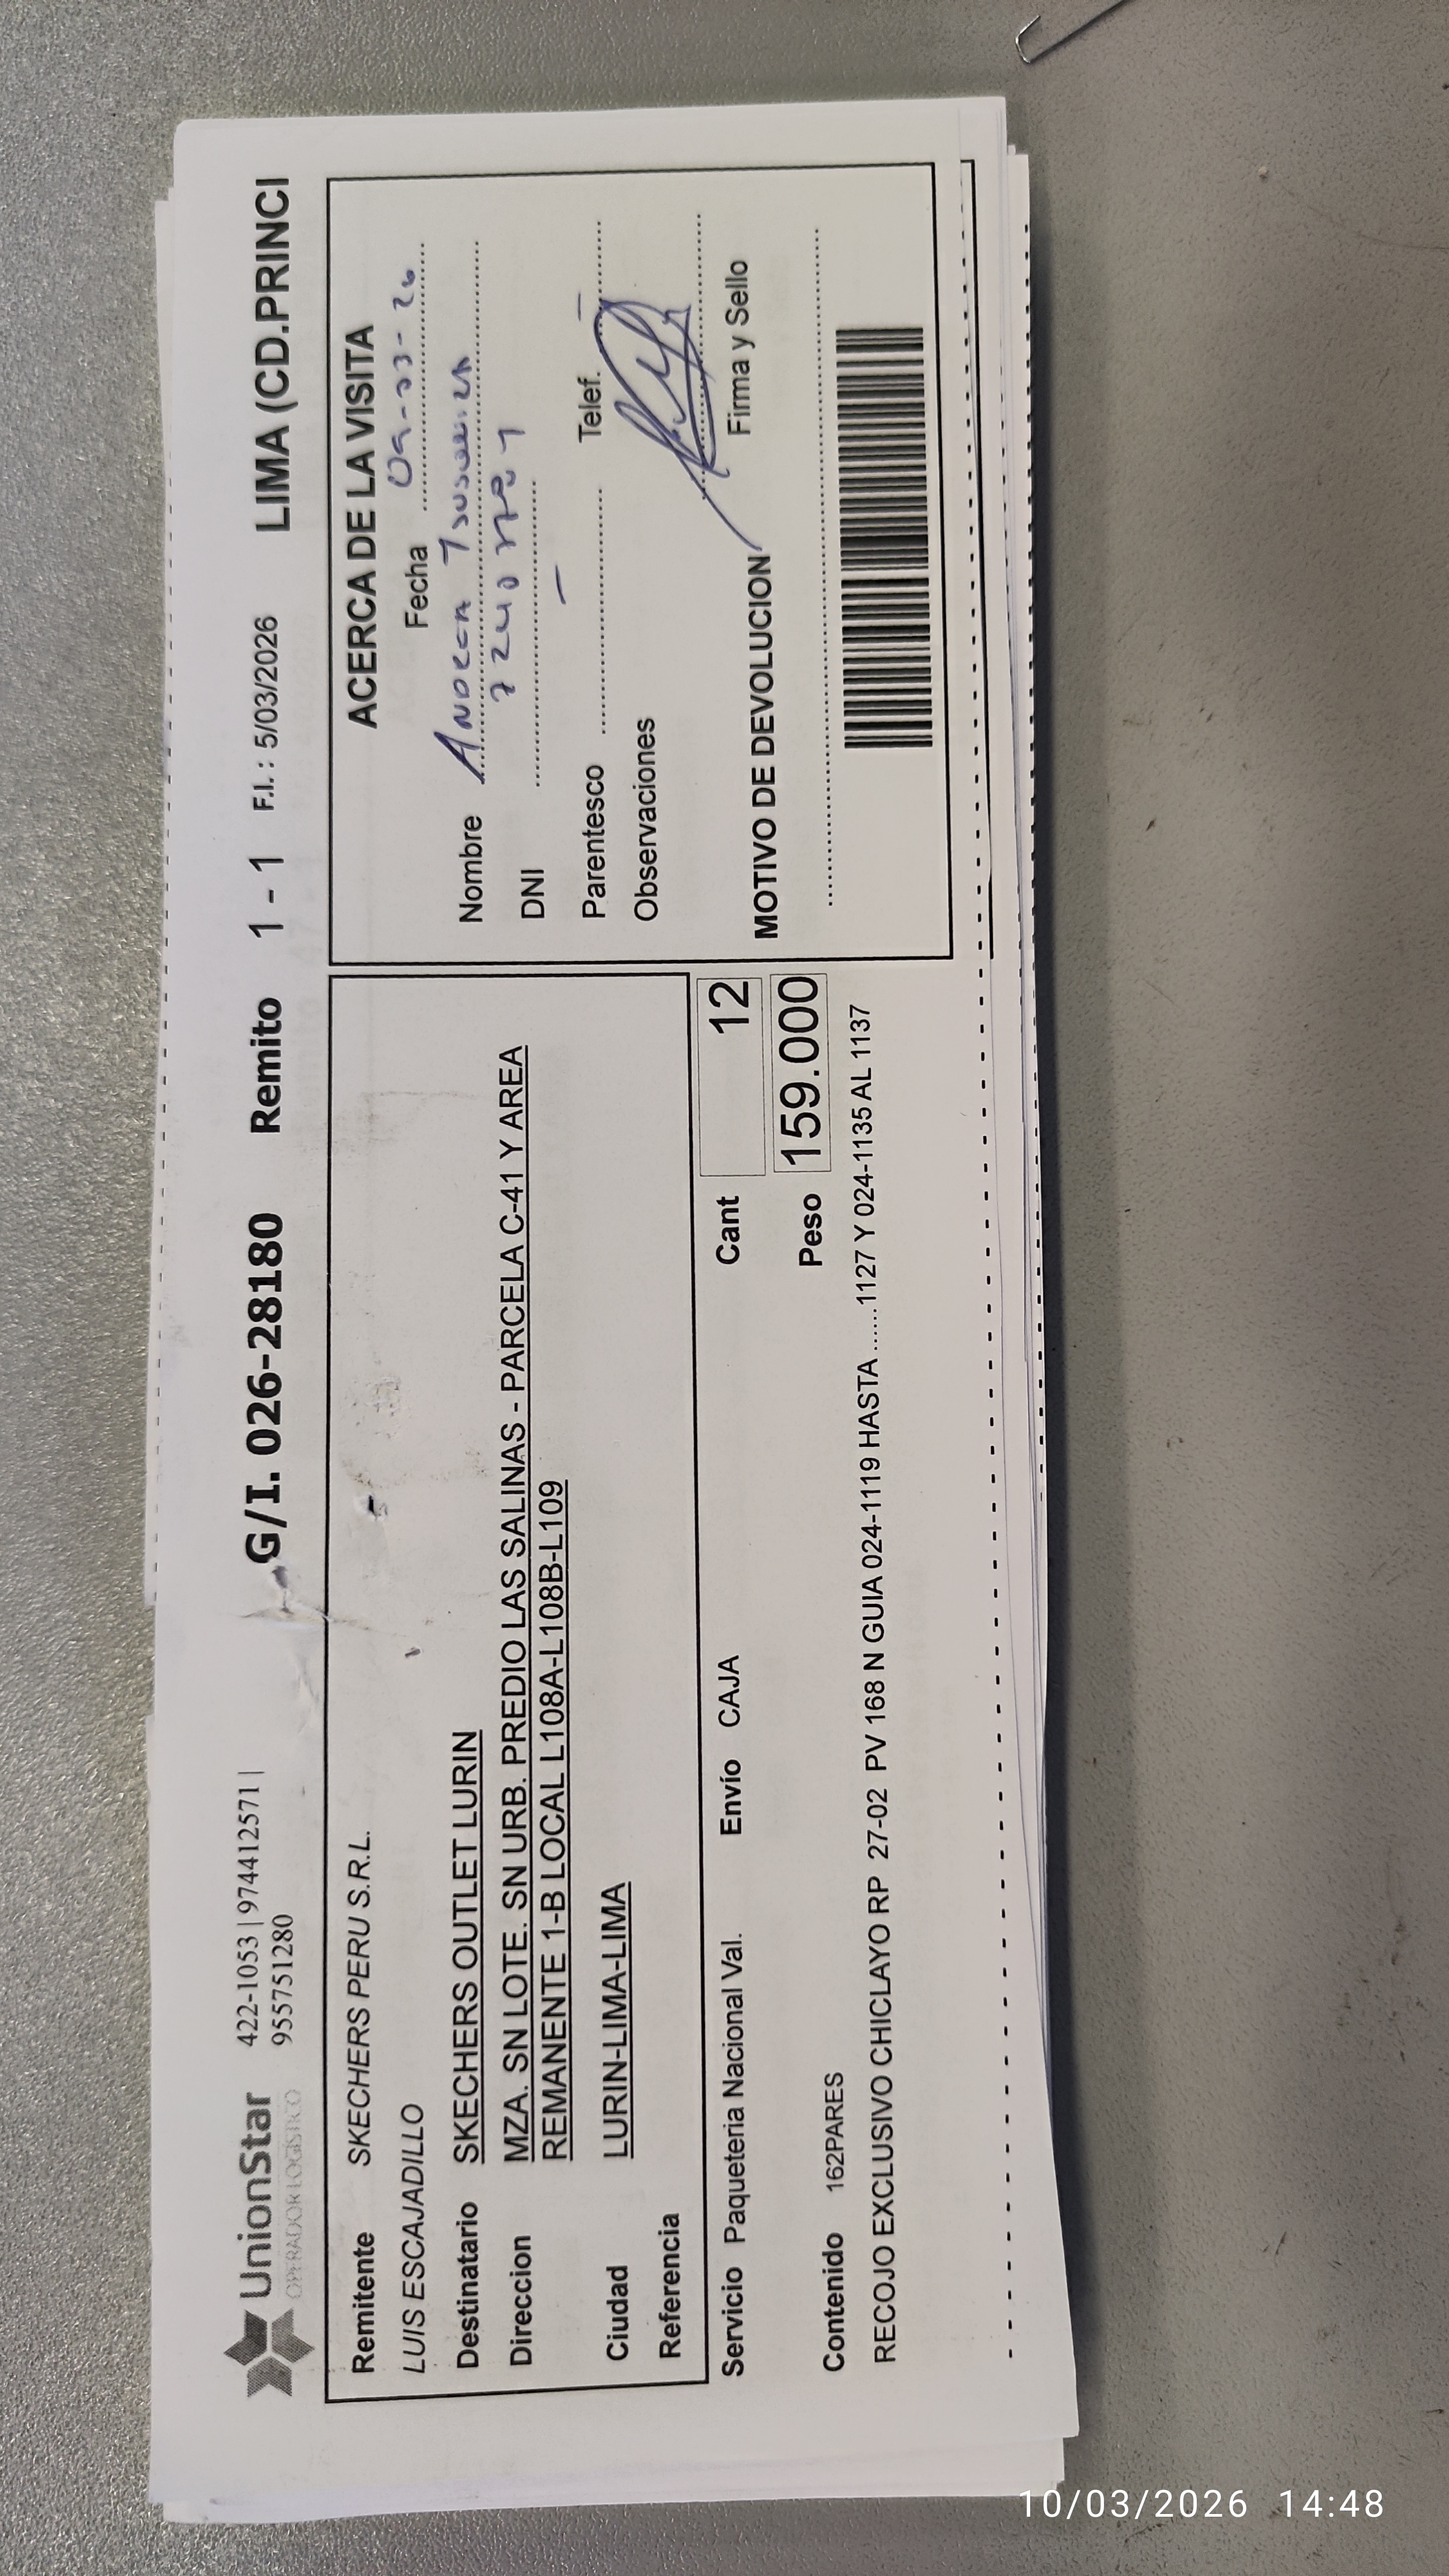 UnionStar 422-1053 | 974412571 | G/I. 026-28180 Remito 1 - 1 F.I. : 5/03/2026 LIMA (CD.PRINCI
OPERADOR LOGISTICO 955751280
Remitente SKECHERS PERU S.R.L.
LUIS ESCAJADILLO
Destinatario SKECHERS OUTLET LURIN
Direccion MZA. SN LOTE. SN URB. PREDIO LAS SALINAS - PARCELA C-41 Y AREA
REMANENTE 1-B LOCAL L108A-L108B-L109
Ciudad LURIN-LIMA-LIMA
Referencia
Servicio Paqueteria Nacional Val. Envío CAJA Cant 12
Peso 159.000
Contenido 162PARES
RECOJO EXCLUSIVO CHICLAYO RP 27-02 PV 168 N GUIA 024-1119 HASTA ......1127 Y 024-1135 AL 1137
ACERCA DE LA VISITA
Fecha 09-03-26
Nombre
DNI
Parentesco Telef.
Observaciones
Firma y Sello
MOTIVO DE DEVOLUCION
10/03/2026 14:48